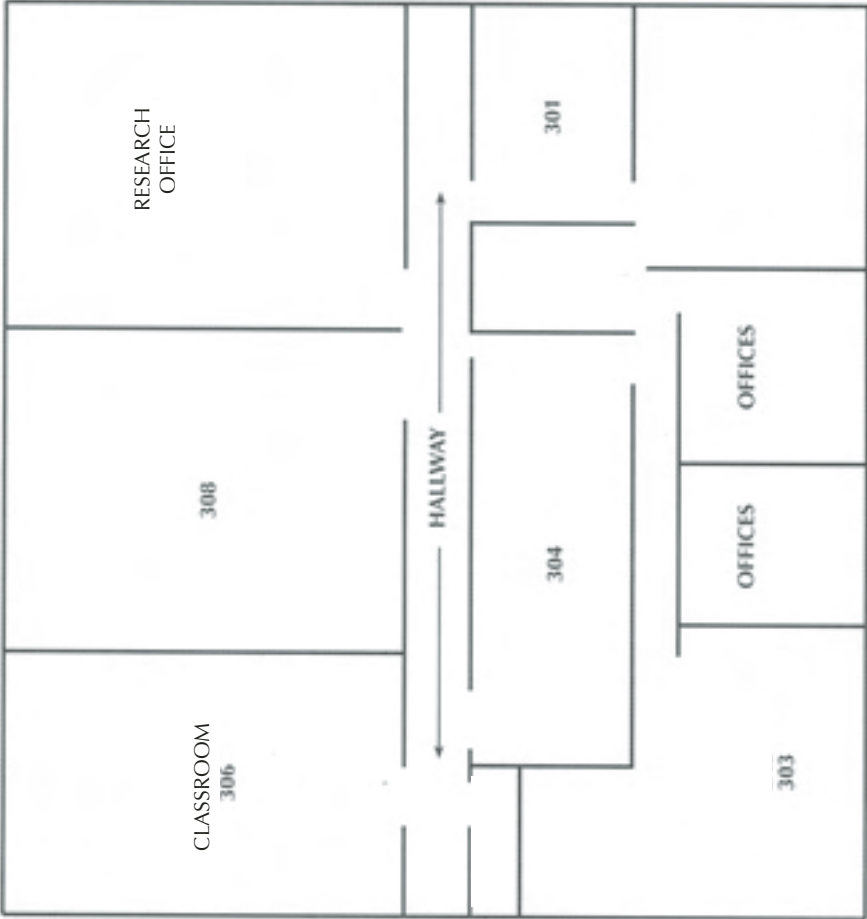 RESEARCH
OFFICE
308
CLASSROOM
306
HALLWAY
301
304
OFFICES
OFFICES
303